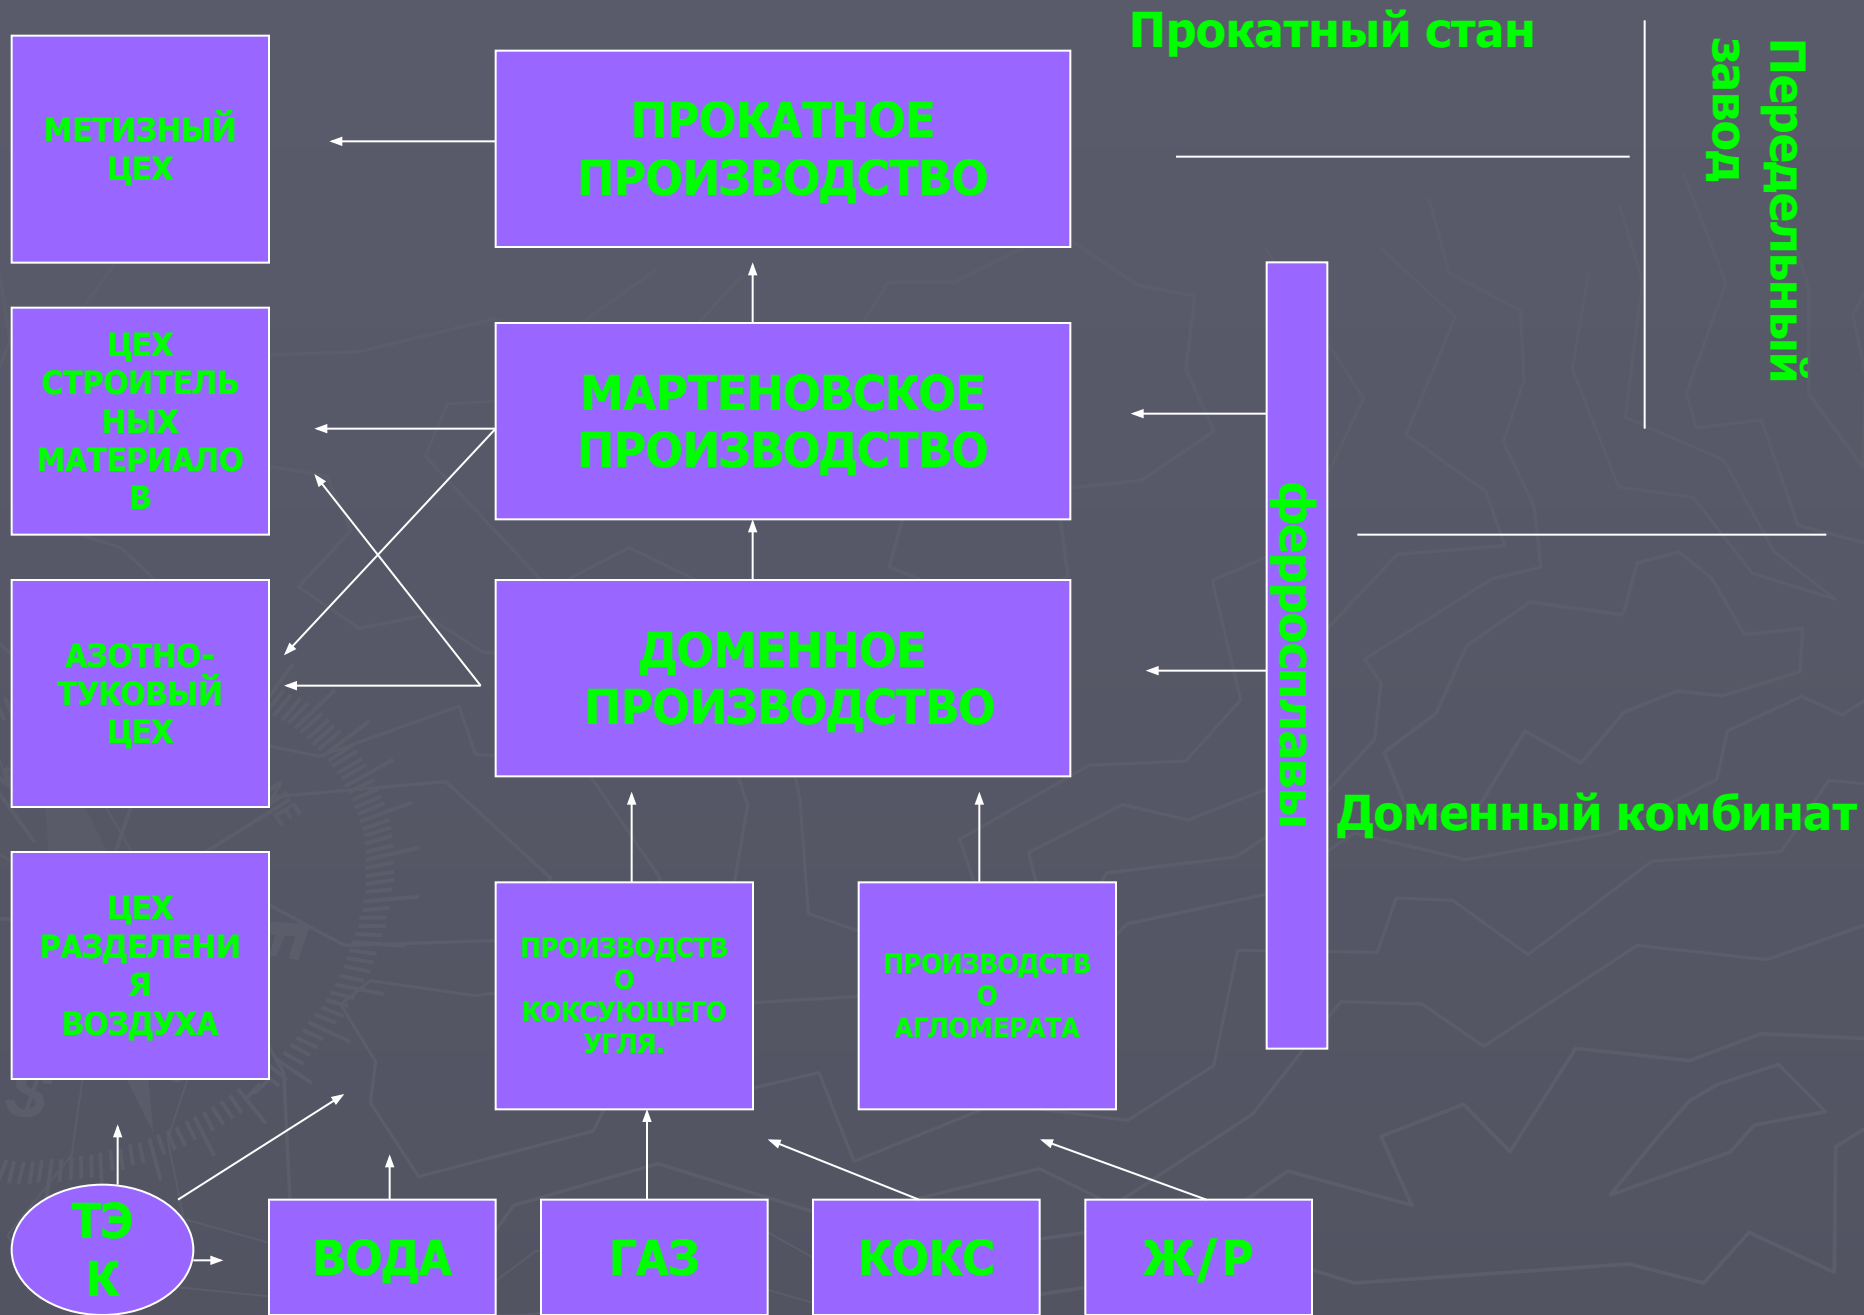 Прокатный стан
Передельный
завод
МЕТИЗНЫЙ
ЦЕХ
ПРОКАТНОЕ
ПРОИЗВОДСТВО
ЦЕХ
СТРОИТЕЛЬ
НЫХ
МАТЕРИАЛО
В
МАРТЕНОВСКОЕ
ПРОИЗВОДСТВО
ферросплавы
АЗОТНО-
ТУКОВЫЙ
ЦЕХ
ДОМЕННОЕ
ПРОИЗВОДСТВО
Доменный комбинат
ЦЕХ
РАЗДЕЛЕНИ
Я
ВОЗДУХА
ПРОИЗВОДСТВ
О
КОКСУЮЩЕГО
УГЛЯ.
ПРОИЗВОДСТВ
О
АГЛОМЕРАТА
ТЭ
К
ВОДА
ГАЗ
КОКС
Ж/Р
E
S